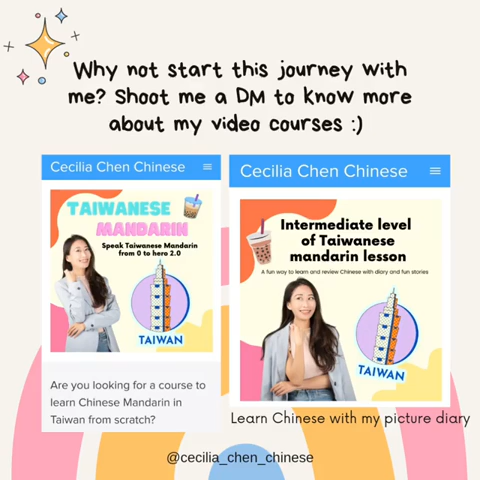 Why not start this journey with
me? Shoot me a DM to know more
about my video courses :)
Cecilia Chen Chinese
TAIWANESE
MANDARIN
Speak Taiwanese Mandarin
from 0 to hero 2.0
TAIWAN
Are you looking for a course to
learn Chinese Mandarin in
Taiwan from scratch?
Cecilia Chen Chinese
Intermediate level
of Taiwanese
mandarin lesson
A fun way to learn and review Chinese with diary and fun stories
TAIWAN
Learn Chinese with my picture diary
@cecilia_chen_chinese